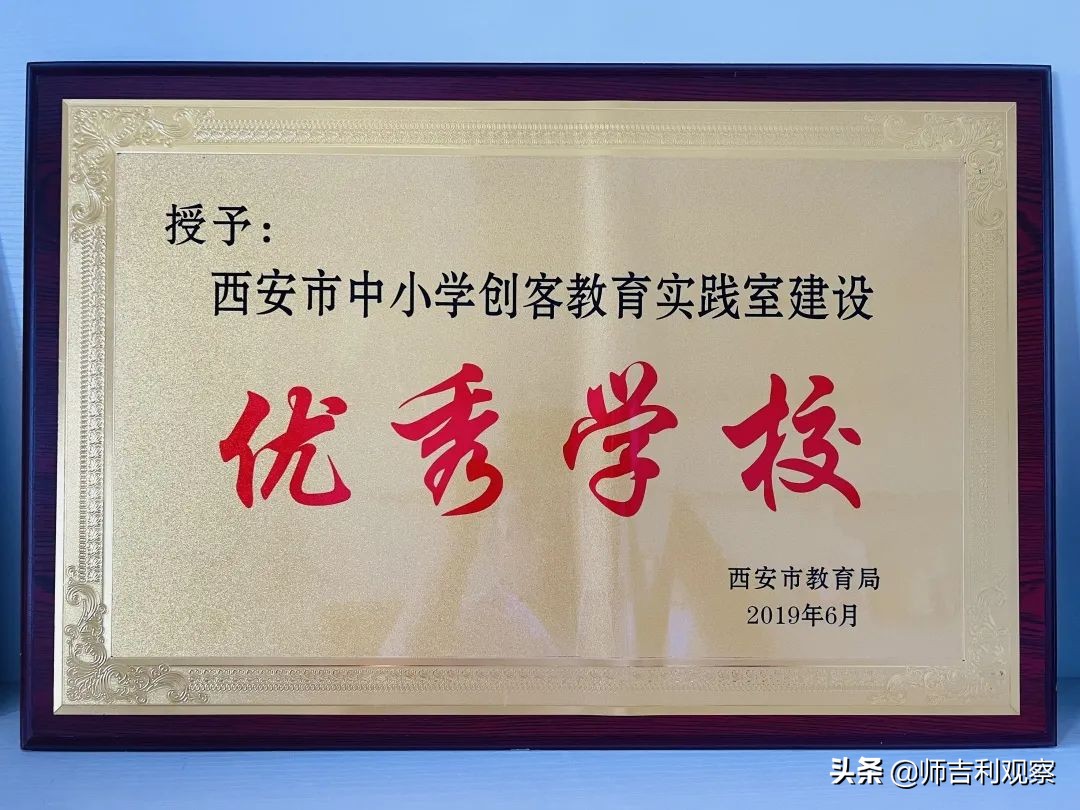 授予：
西安市中小学创客教育实践室建设
优秀学校
西安市教育局
2019年6月
头条 @师吉利观察